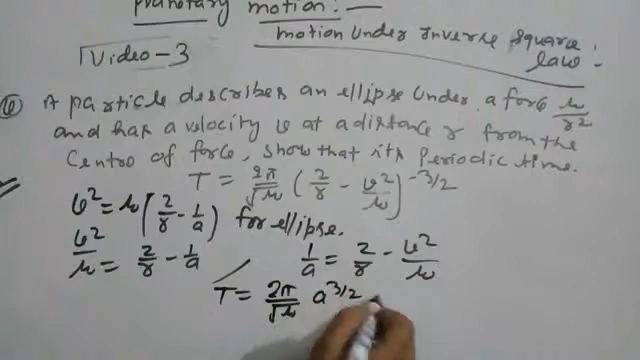 Planetary motion :—
motion under inverse square law :-
Video-3
⑥ A particle describes an ellipse under a force μ/r²
and has a velocity v at a distance r from the
Centre of force, show that its Periodic time.
T = 2π/√μ (2/r - v²/μ)^-3/2
v² = μ (2/r - 1/a) for ellipse.
v²/μ = 2/r - 1/a 1/a = 2/r - v²/μ
T = 2π/√μ a^3/2